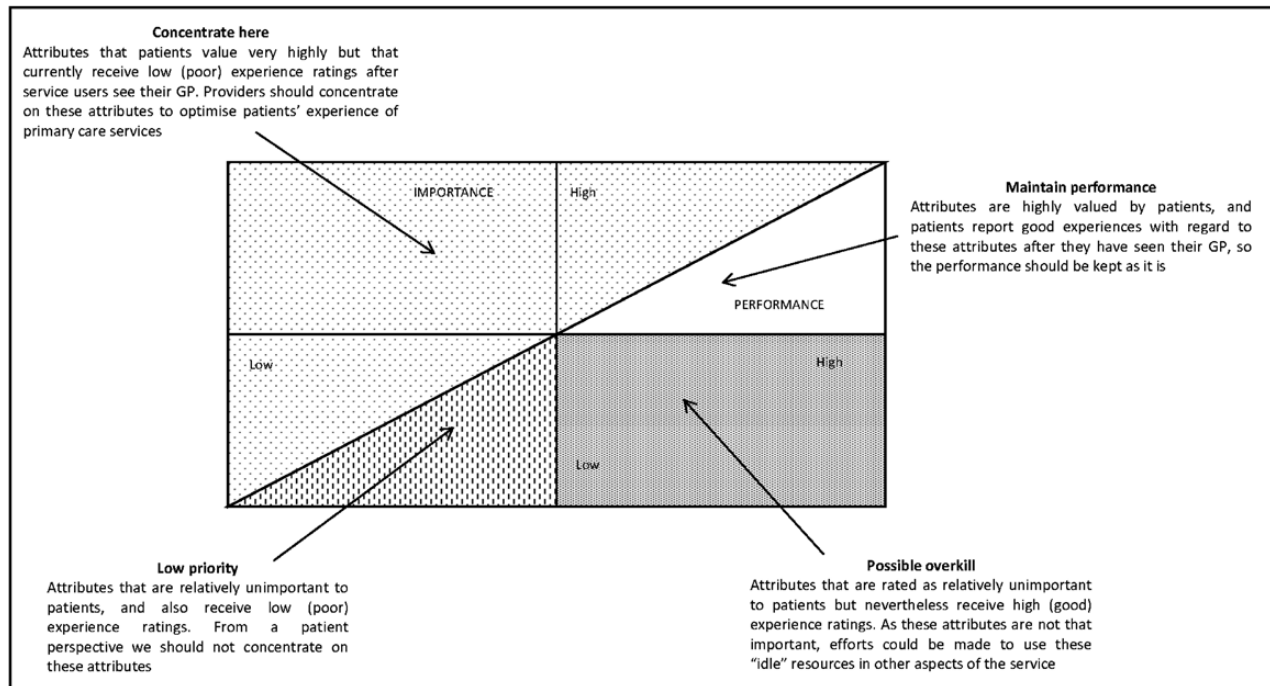 Concentrate here
Attributes that patients value very highly but that
currently receive low (poor) experience ratings after
service users see their GP. Providers should concentrate
on these attributes to optimise patients’ experience of
primary care services
IMPORTANCE
High
Maintain performance
Attributes are highly valued by patients, and
patients report good experiences with regard to
these attributes after they have seen their GP, so
the performance should be kept as it is
PERFORMANCE
Low
High
Low
Low priority
Attributes that are relatively unimportant to
patients, and also receive low (poor)
experience ratings. From a patient
perspective we should not concentrate on
these attributes
Possible overkill
Attributes that are rated as relatively unimportant
to patients but nevertheless receive high (good)
experience ratings. As these attributes are not that
important, efforts could be made to use these
“idle” resources in other aspects of the service